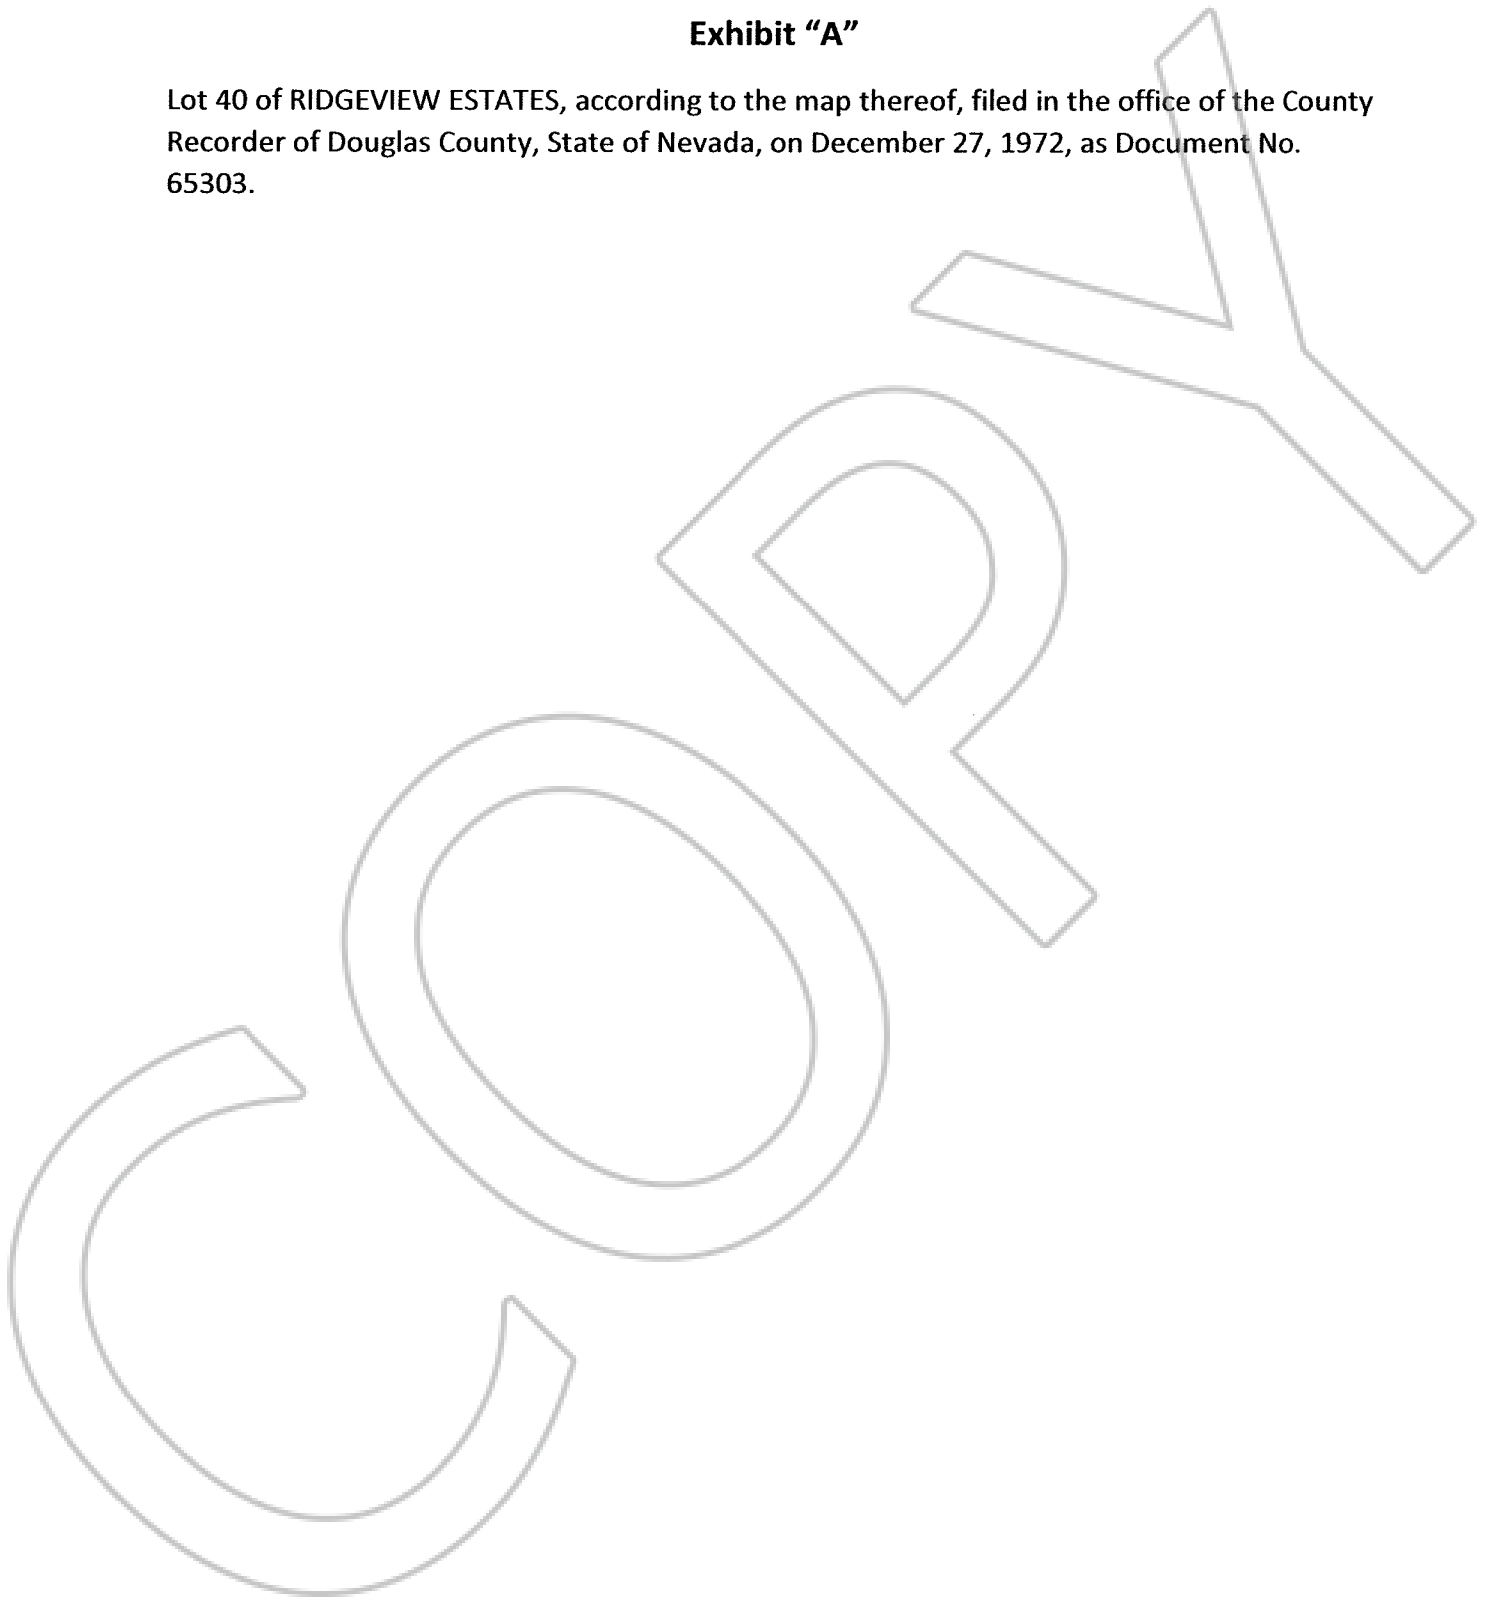 Exhibit “A”
Lot 40 of RIDGEVIEW ESTATES, according to the map thereof, filed in the office of the County
Recorder of Douglas County, State of Nevada, on December 27, 1972, as Document No.
65303.
COPY